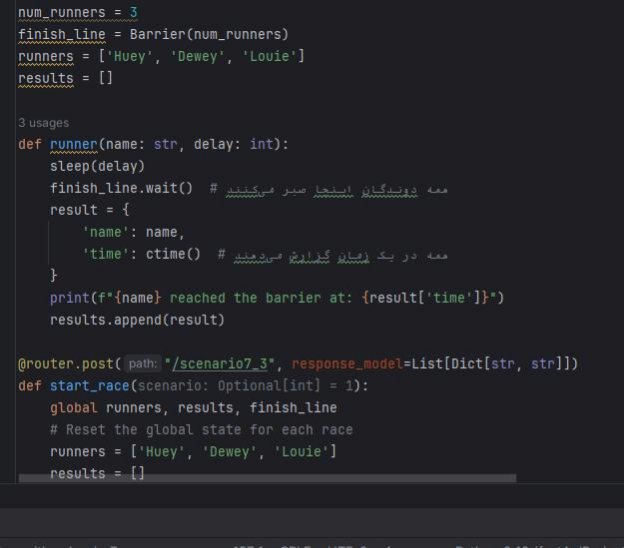 num_runners = 3
finish_line = Barrier(num_runners)
runners = ['Huey', 'Dewey', 'Louie']
results = []
3 usages
def runner(name: str, delay: int):
sleep(delay)
finish_line.wait()  # همه دوندگان اینجا صبر می‌کنند
result = {
'name': name,
'time': ctime()  # همه در یک زمان گزارش می‌دهند
}
print(f"{name} reached the barrier at: {result['time']}")
results.append(result)
@router.post( path: "/scenario7_3", response_model=List[Dict[str, str]])
def start_race(scenario: Optional[int] = 1):
global runners, results, finish_line
# Reset the global state for each race
runners = ['Huey', 'Dewey', 'Louie']
results = []